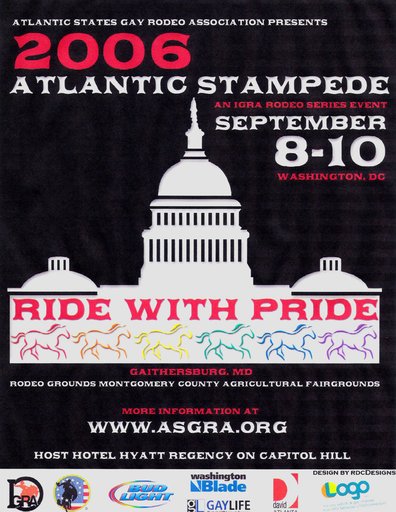 ATLANTIC STATES GAY RODEO ASSOCIATION PRESENTS
2006
ATLANTIC STAMPEDE
AN IGRA RODEO SERIES EVENT
SEPTEMBER
8-10
WASHINGTON, DC
RIDE WITH PRIDE
GAITHERSBURG, MD
RODEO GROUNDS MONTGOMERY COUNTY AGRICULTURAL FAIRGROUNDS
MORE INFORMATION AT
WWW.ASGRA.ORG
HOST HOTEL HYATT REGENCY ON CAPITOL HILL
DESIGN BY RDCDESIGNS
BUD LIGHT
washington Blade
GAYLIFE
david
ATLANTA
Logo